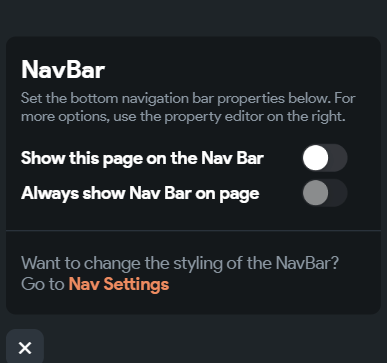 NavBar
Set the bottom navigation bar properties below. For
more options, use the property editor on the right.
Show this page on the Nav Bar
Always show Nav Bar on page
Want to change the styling of the NavBar?
Go to Nav Settings